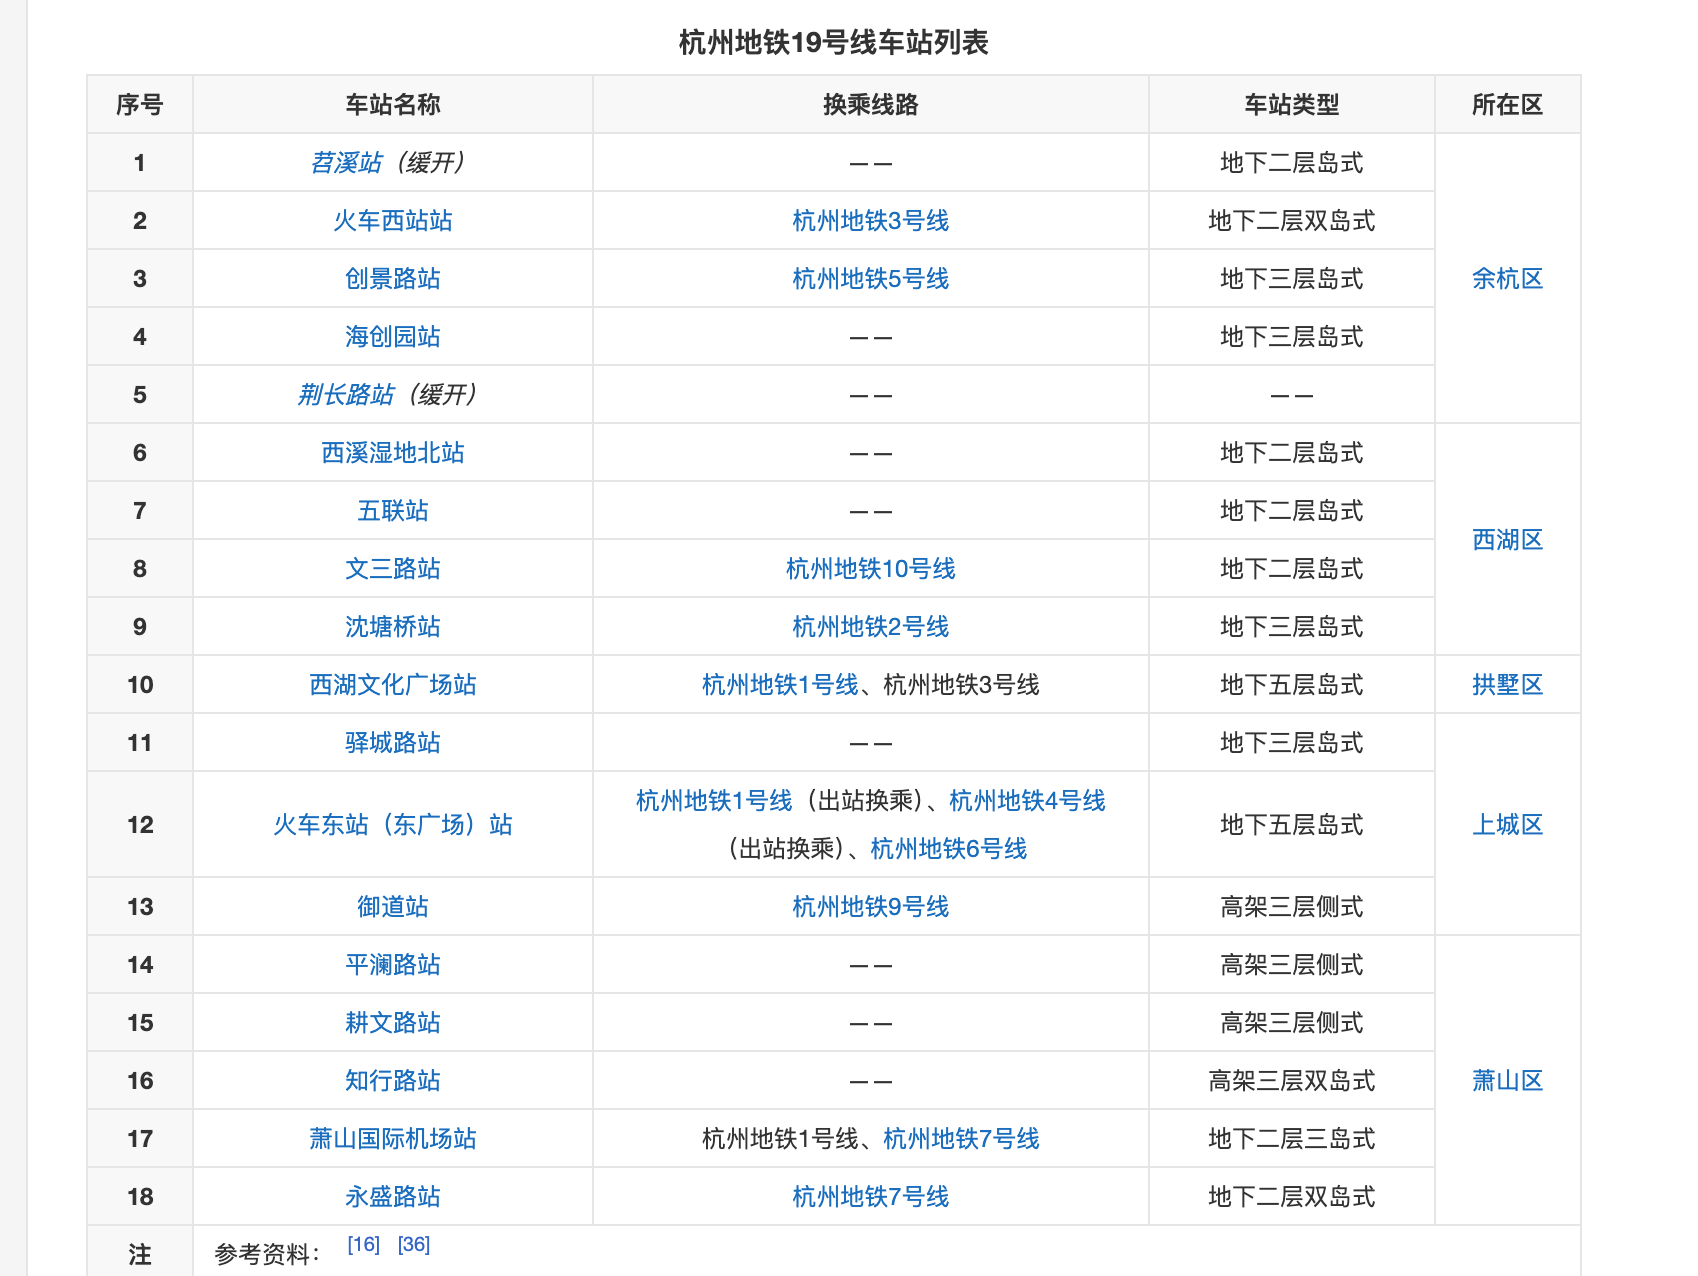 杭州地铁19号线车站列表
序号 车站名称 换乘线路 车站类型 所在区
1 苕溪站（缓开） —— 地下二层岛式
2 火车西站站 杭州地铁3号线 地下二层双岛式
3 创景路站 杭州地铁5号线 地下三层岛式 余杭区
4 海创园站 —— 地下三层岛式
5 荆长路站（缓开） —— ——
6 西溪湿地北站 —— 地下二层岛式
7 五联站 —— 地下二层岛式
西湖区
8 文三路站 杭州地铁10号线 地下二层岛式
9 沈塘桥站 杭州地铁2号线 地下三层岛式
10 西湖文化广场站 杭州地铁1号线、杭州地铁3号线 地下五层岛式 拱墅区
11 驿城路站 —— 地下三层岛式
12 火车东站（东广场）站 杭州地铁1号线（出站换乘）、杭州地铁4号线
（出站换乘）、杭州地铁6号线 地下五层岛式 上城区
13 御道站 杭州地铁9号线 高架三层侧式
14 平澜路站 —— 高架三层侧式
15 耕文路站 —— 高架三层侧式
16 知行路站 —— 高架三层双岛式 萧山区
17 萧山国际机场站 杭州地铁1号线、杭州地铁7号线 地下二层三岛式
18 永盛路站 杭州地铁7号线 地下二层双岛式
注 参考资料： [16] [36]